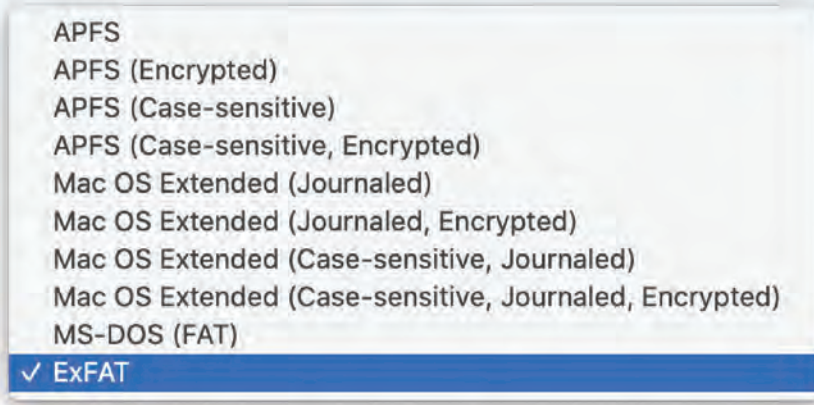 APFS
APFS (Encrypted)
APFS (Case-sensitive)
APFS (Case-sensitive, Encrypted)
Mac OS Extended (Journaled)
Mac OS Extended (Journaled, Encrypted)
Mac OS Extended (Case-sensitive, Journaled)
Mac OS Extended (Case-sensitive, Journaled, Encrypted)
MS-DOS (FAT)
✓ ExFAT